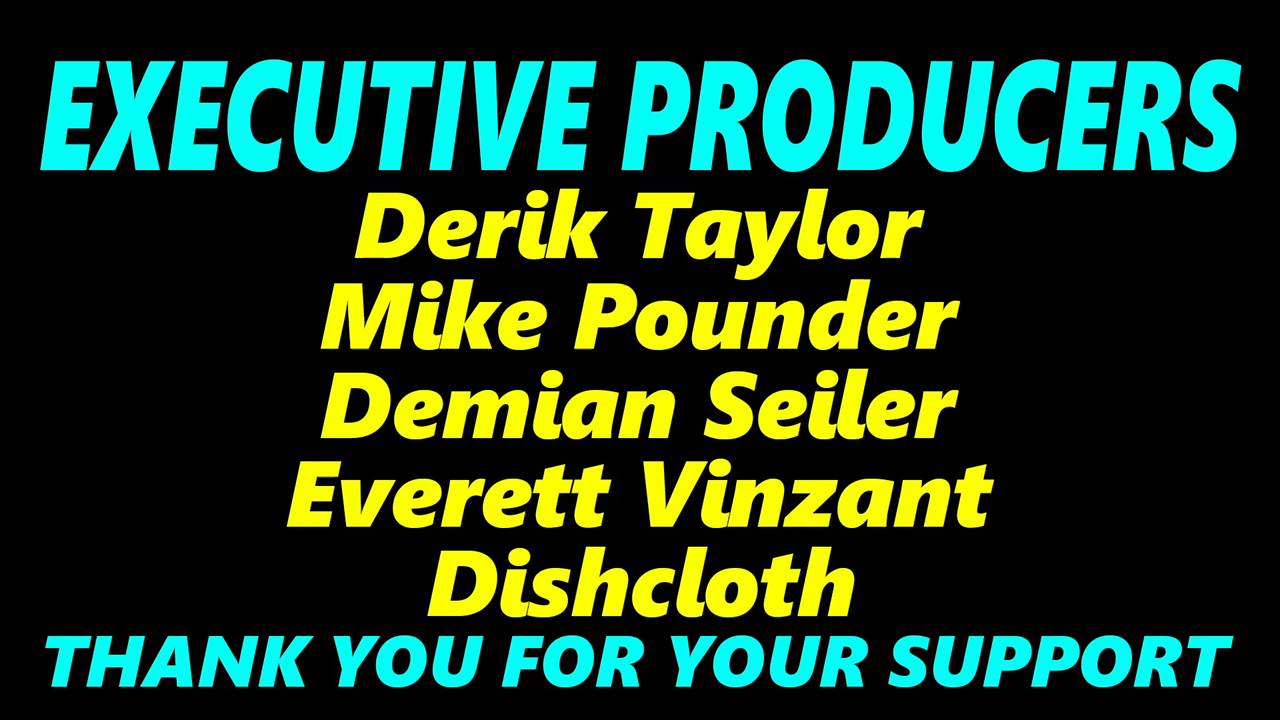 EXECUTIVE PRODUCERS
Derik Taylor
Mike Pounder
Demian Seiler
Everett Vinzant
Dishcloth
THANK YOU FOR YOUR SUPPORT